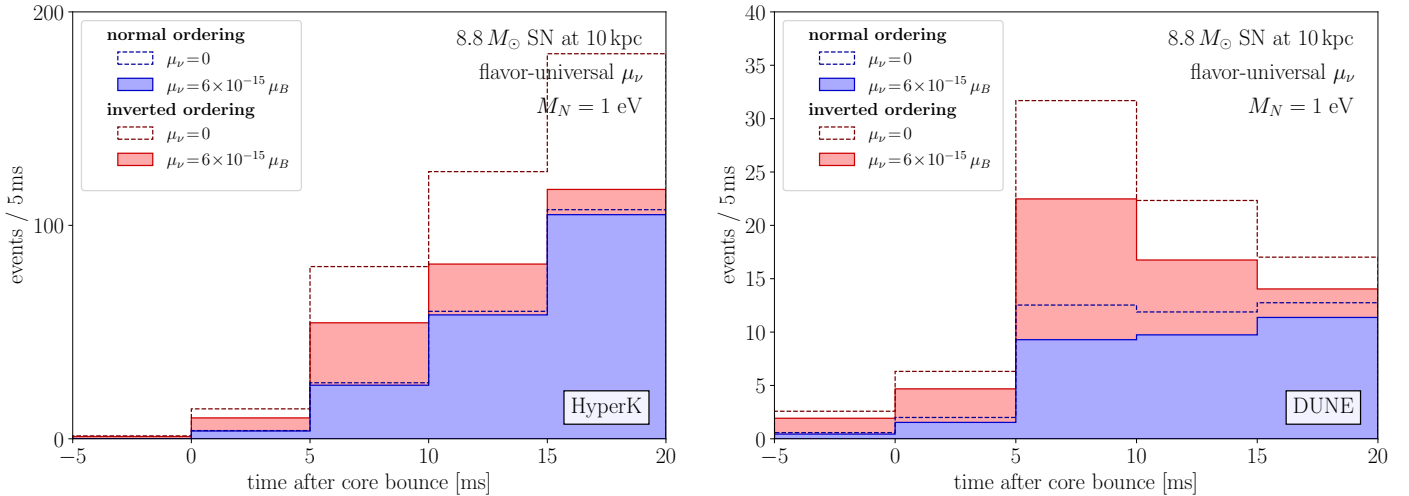 200
100
0
events / 5 ms
normal ordering
μν = 0
μν = 6×10⁻¹⁵ μB
inverted ordering
μν = 0
μν = 6×10⁻¹⁵ μB
8.8 M⊙ SN at 10 kpc
flavor-universal μν
MN = 1 eV
HyperK
−5 0 5 10 15 20
time after core bounce [ms]
40
35
30
25
20
15
10
5
0
events / 5 ms
normal ordering
μν = 0
μν = 6×10⁻¹⁵ μB
inverted ordering
μν = 0
μν = 6×10⁻¹⁵ μB
8.8 M⊙ SN at 10 kpc
flavor-universal μν
MN = 1 eV
DUNE
−5 0 5 10 15 20
time after core bounce [ms]